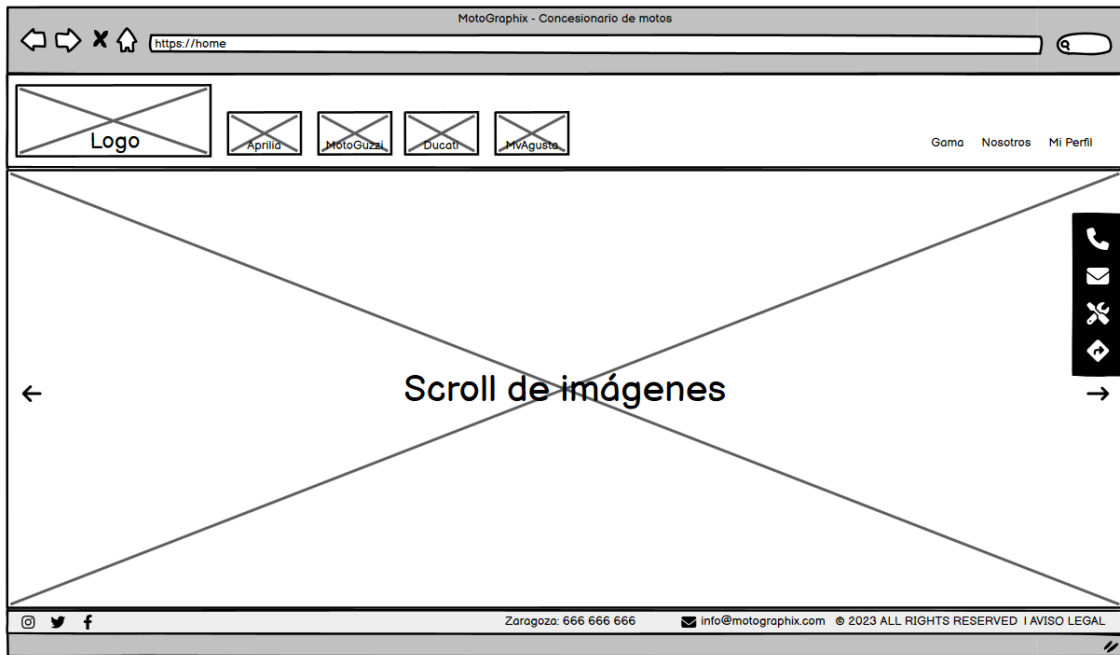 MotoGraphix - Concesionario de motos
https://home
Logo
Aprilia MotoGuzzi Ducati MvAgusta
Gama Nosotros Mi Perfil
Scroll de imágenes
Zaragoza: 666 666 666 info@motographix.com © 2023 ALL RIGHTS RESERVED I AVISO LEGAL